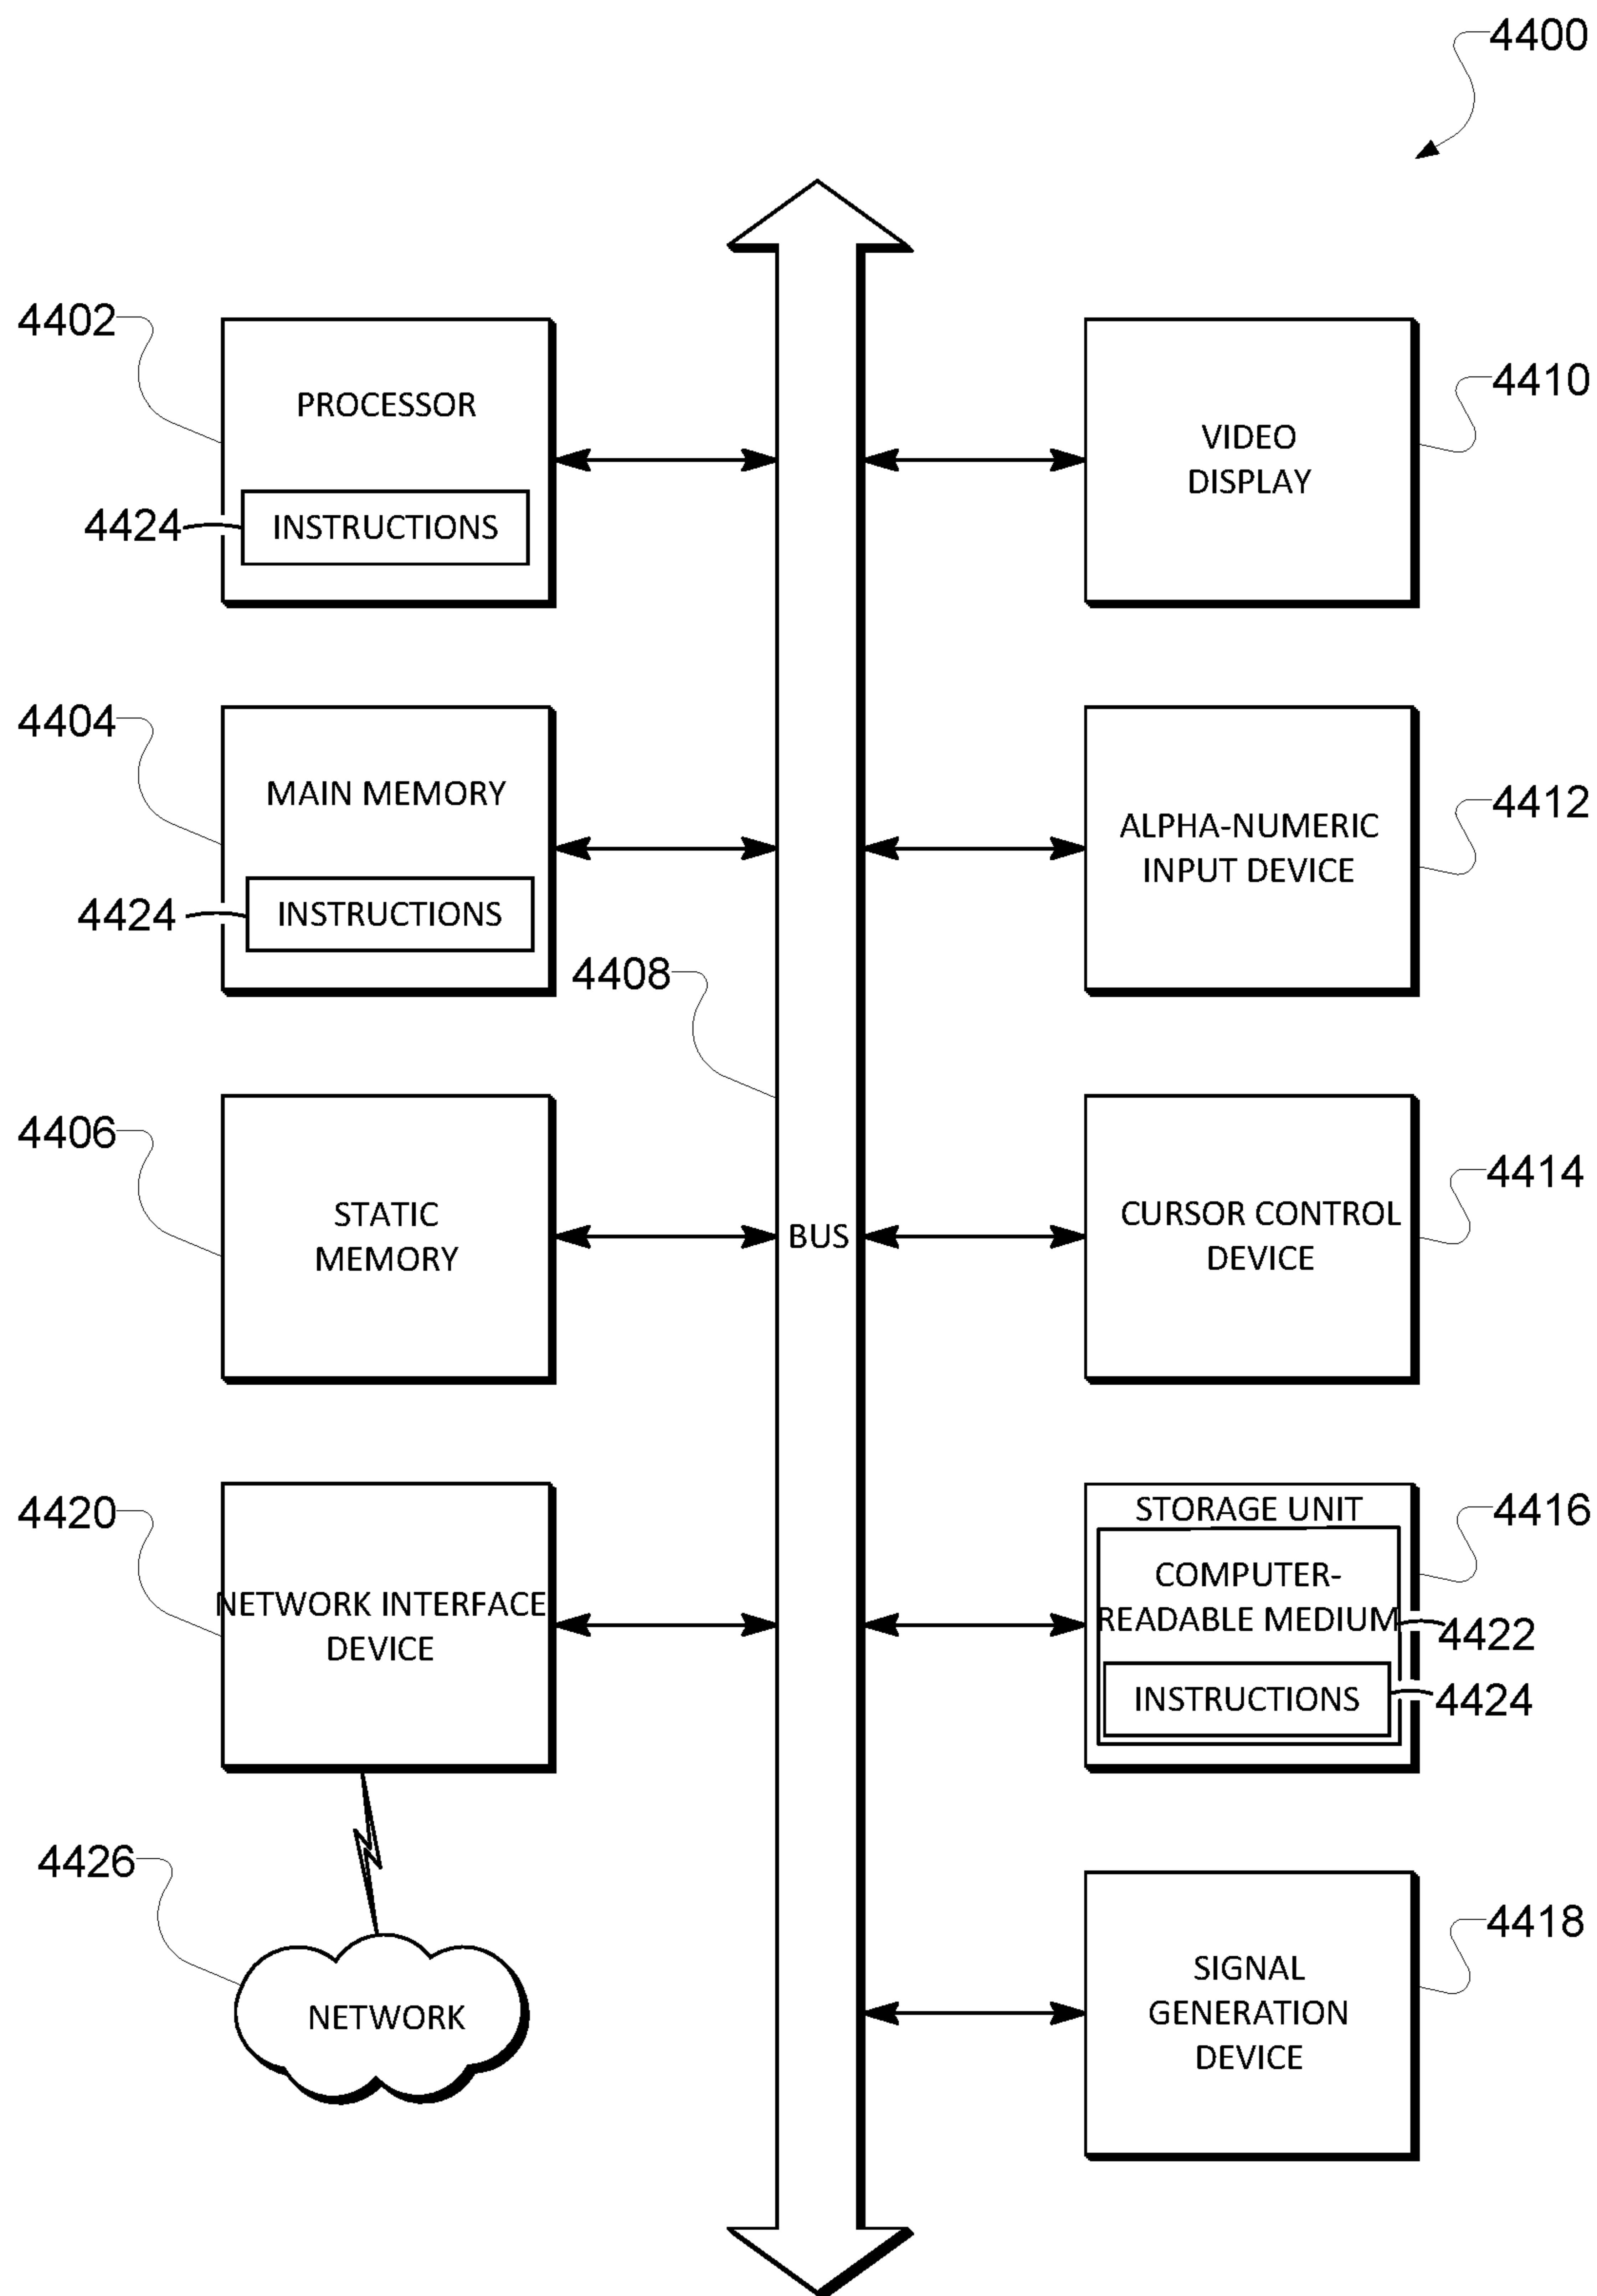 4400
4402
PROCESSOR
4424
INSTRUCTIONS
4410
VIDEO
DISPLAY
4404
MAIN MEMORY
4424
INSTRUCTIONS
4412
ALPHA-NUMERIC
INPUT DEVICE
4408
BUS
4406
STATIC
MEMORY
4414
CURSOR CONTROL
DEVICE
4420
NETWORK INTERFACE
DEVICE
4416
STORAGE UNIT
COMPUTER-
READABLE MEDIUM
4422
INSTRUCTIONS
4424
4426
NETWORK
4418
SIGNAL
GENERATION
DEVICE